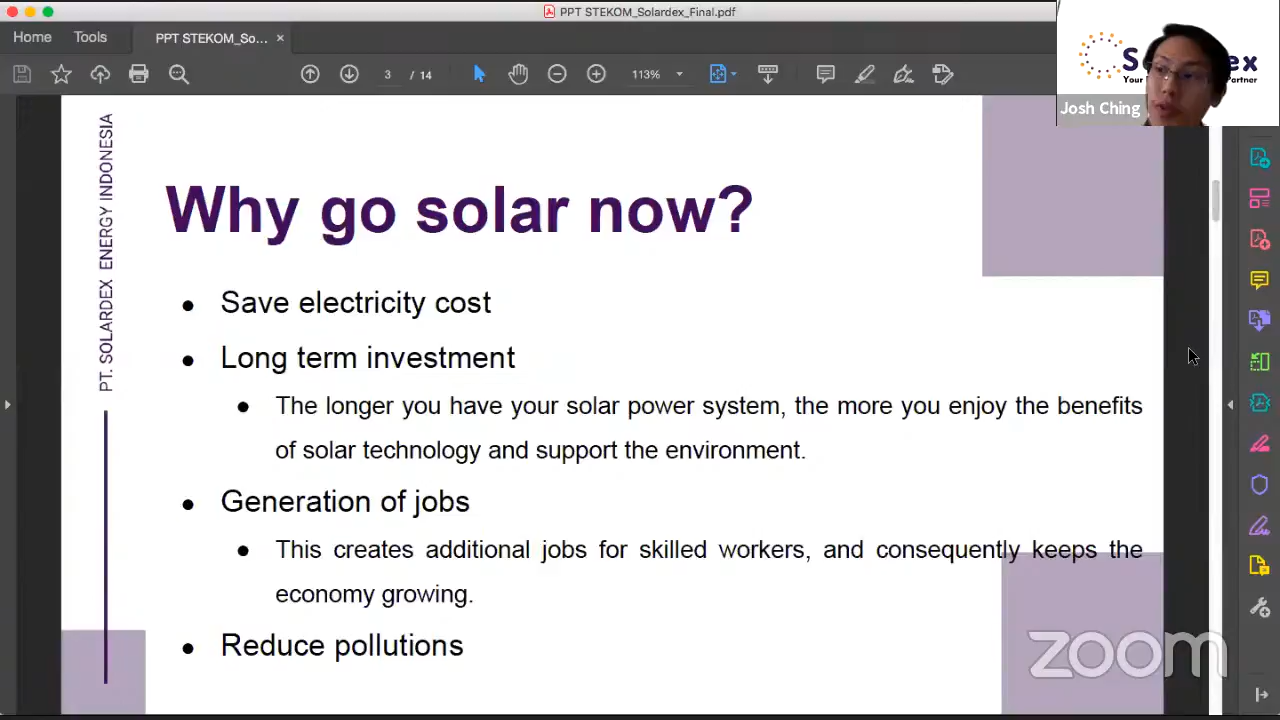 PPT STEKOM_Solardex_Final.pdf
Home
Tools
PPT STEKOM_So...
3 / 14
113%
Josh Ching
PT. SOLARDEX ENERGY INDONESIA
Why go solar now?
Save electricity cost
Long term investment
The longer you have your solar power system, the more you enjoy the benefits
of solar technology and support the environment.
Generation of jobs
This creates additional jobs for skilled workers, and consequently keeps the
economy growing.
Reduce pollutions
zoom